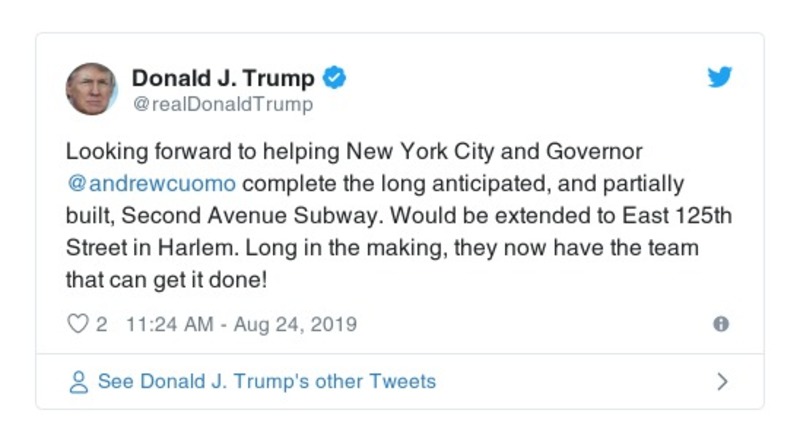 Donald J. Trump
@realDonaldTrump
Looking forward to helping New York City and Governor
@andrewcuomo complete the long anticipated, and partially
built, Second Avenue Subway. Would be extended to East 125th
Street in Harlem. Long in the making, they now have the team
that can get it done!
2 11:24 AM - Aug 24, 2019
See Donald J. Trump's other Tweets